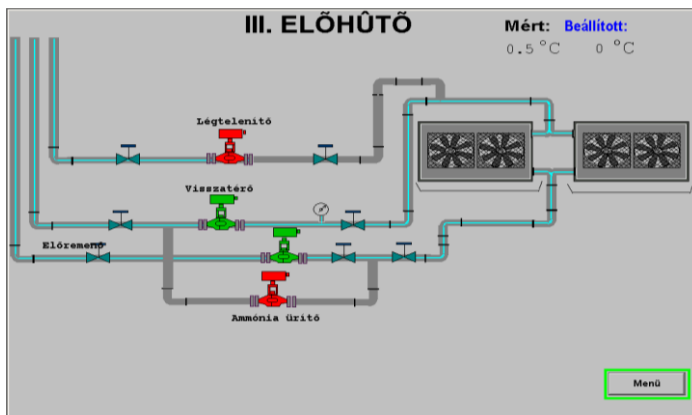 III. ELÕHÛTÕ
Mért: Beállított:
0.5 °C 0 °C
Légtelenítõ
Visszatérõ
Elõremenõ
Ammónia ürítõ
Menü